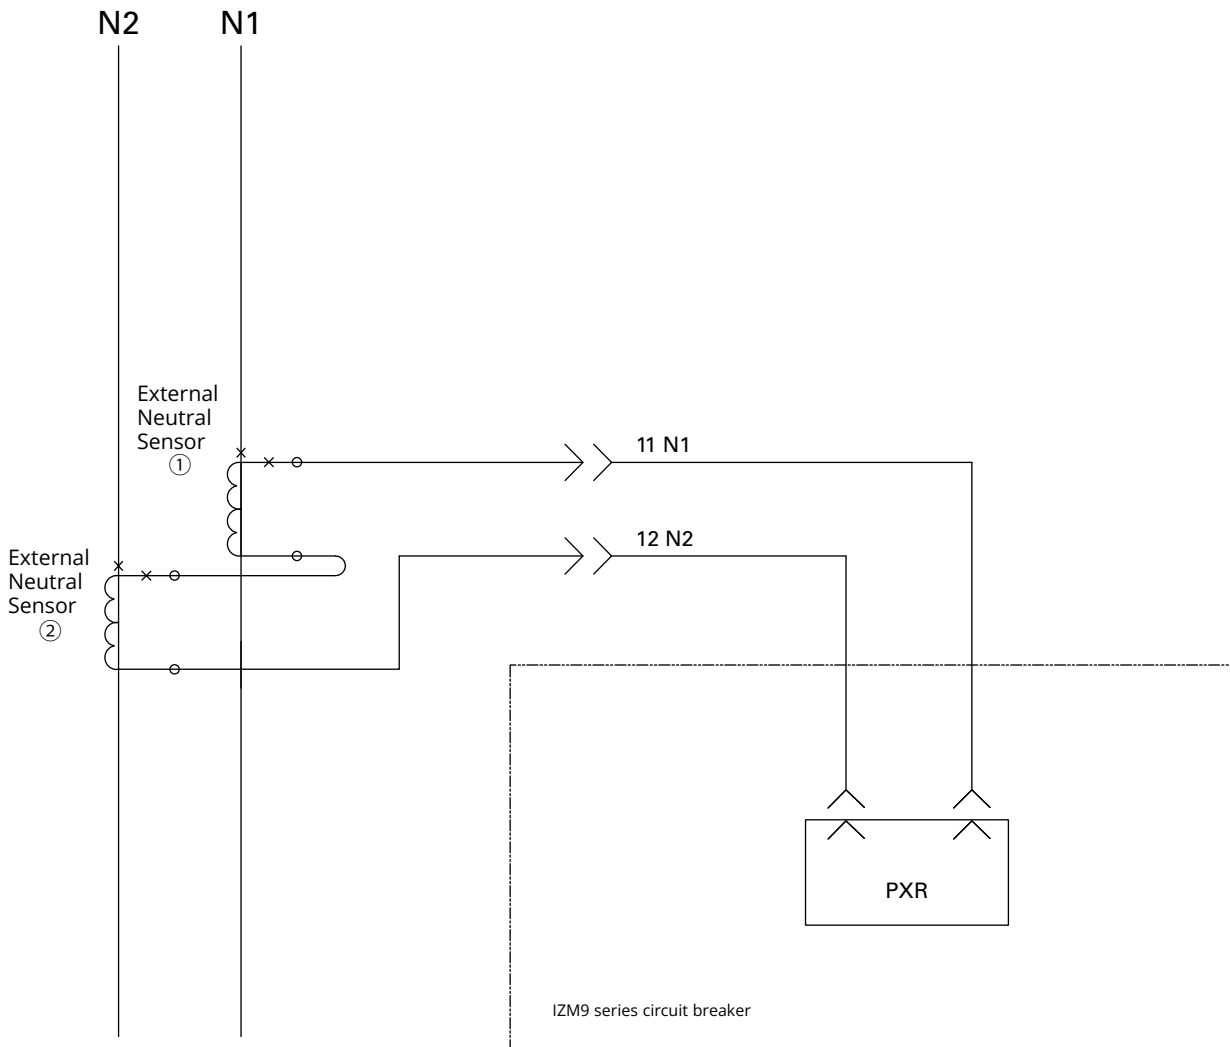 N2 N1
External
Neutral
Sensor
①
11 N1
12 N2
External
Neutral
Sensor
②
PXR
IZM9 series circuit breaker